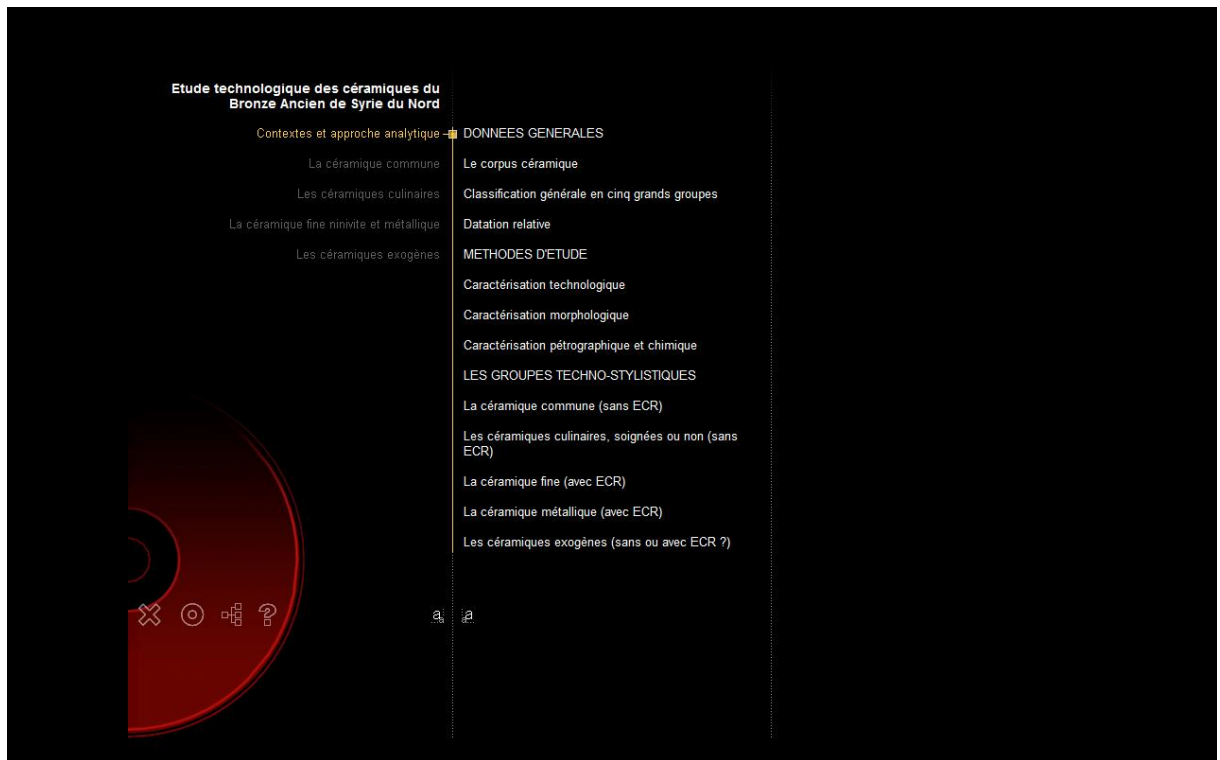 Etude technologique des céramiques du
Bronze Ancien de Syrie du Nord
Contextes et approche analytique
La céramique commune
Les céramiques culinaires
La céramique fine ninivite et métallique
Les céramiques exogènes
DONNEES GENERALES
Le corpus céramique
Classification générale en cinq grands groupes
Datation relative
METHODES D'ETUDE
Caractérisation technologique
Caractérisation morphologique
Caractérisation pétrographique et chimique
LES GROUPES TECHNO-STYLISTIQUES
La céramique commune (sans ECR)
Les céramiques culinaires, soignées ou non (sans
ECR)
La céramique fine (avec ECR)
La céramique métallique (avec ECR)
Les céramiques exogènes (sans ou avec ECR ?)
?
a a